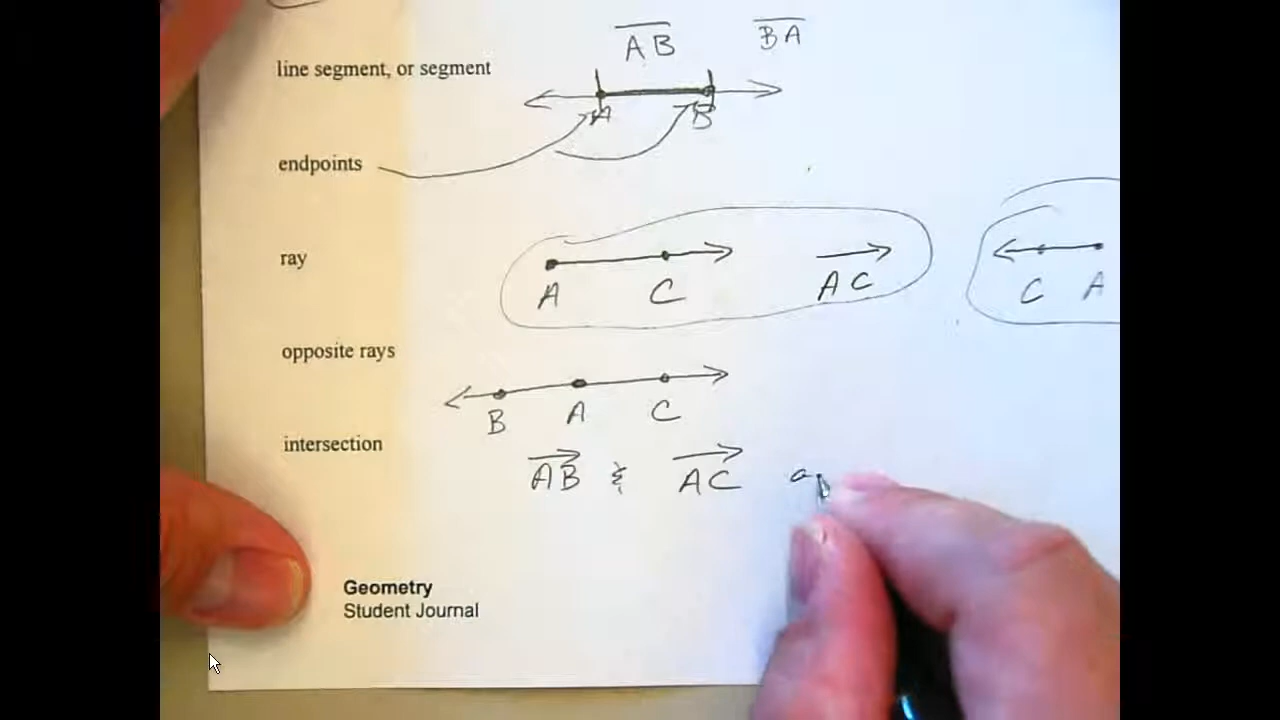 AB BA
line segment, or segment
A B
endpoints
ray
A C AC C A
opposite rays
B A C
intersection
AB & AC
Geometry
Student Journal